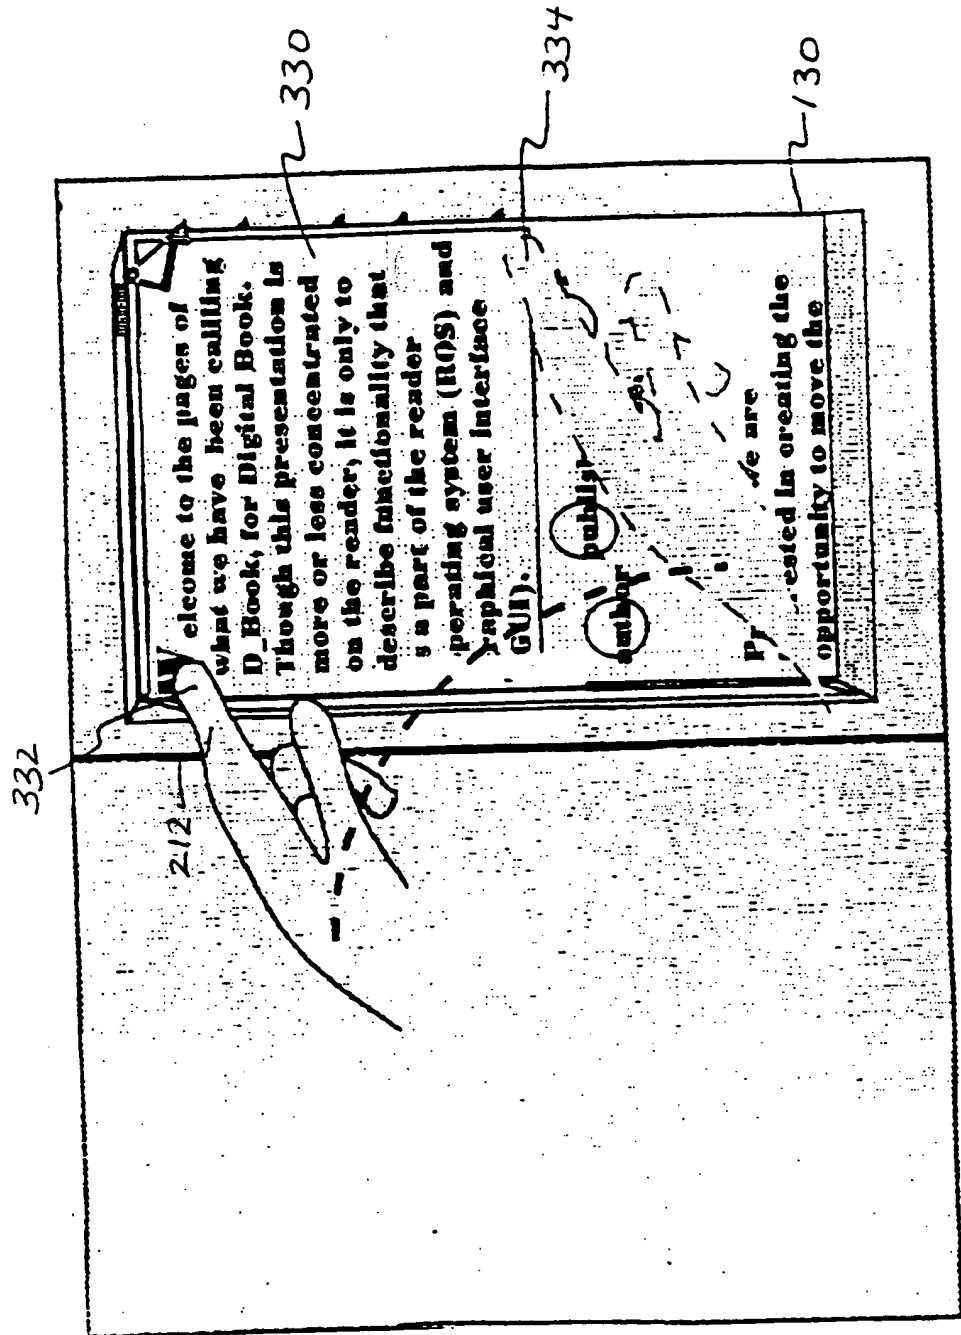 330
334
130
332
212
elcome to the pages of
what we have been calling
D_Book, for Digital Book.
Though this presentation is
more or less concentrated
on the reader, it is only to
describe functionality that
s a part of the reader
perating system (ROS) and
raphical user interface
GUI).
author publis
e are
ested in creating the
opportunity to move the